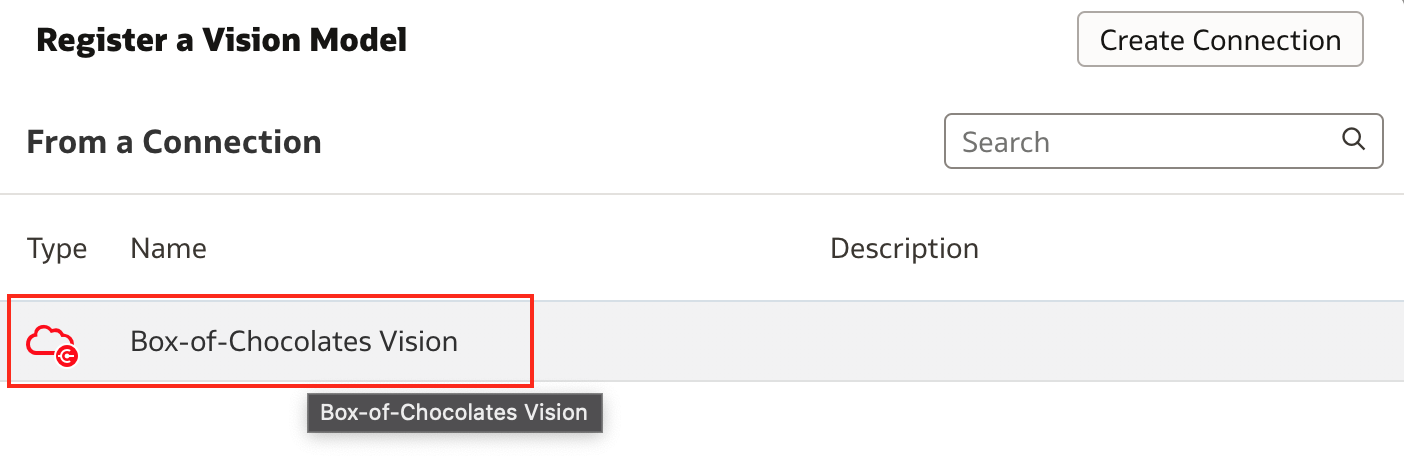 Register a Vision Model
Create Connection
From a Connection
Search
Type Name Description
Box-of-Chocolates Vision
Box-of-Chocolates Vision